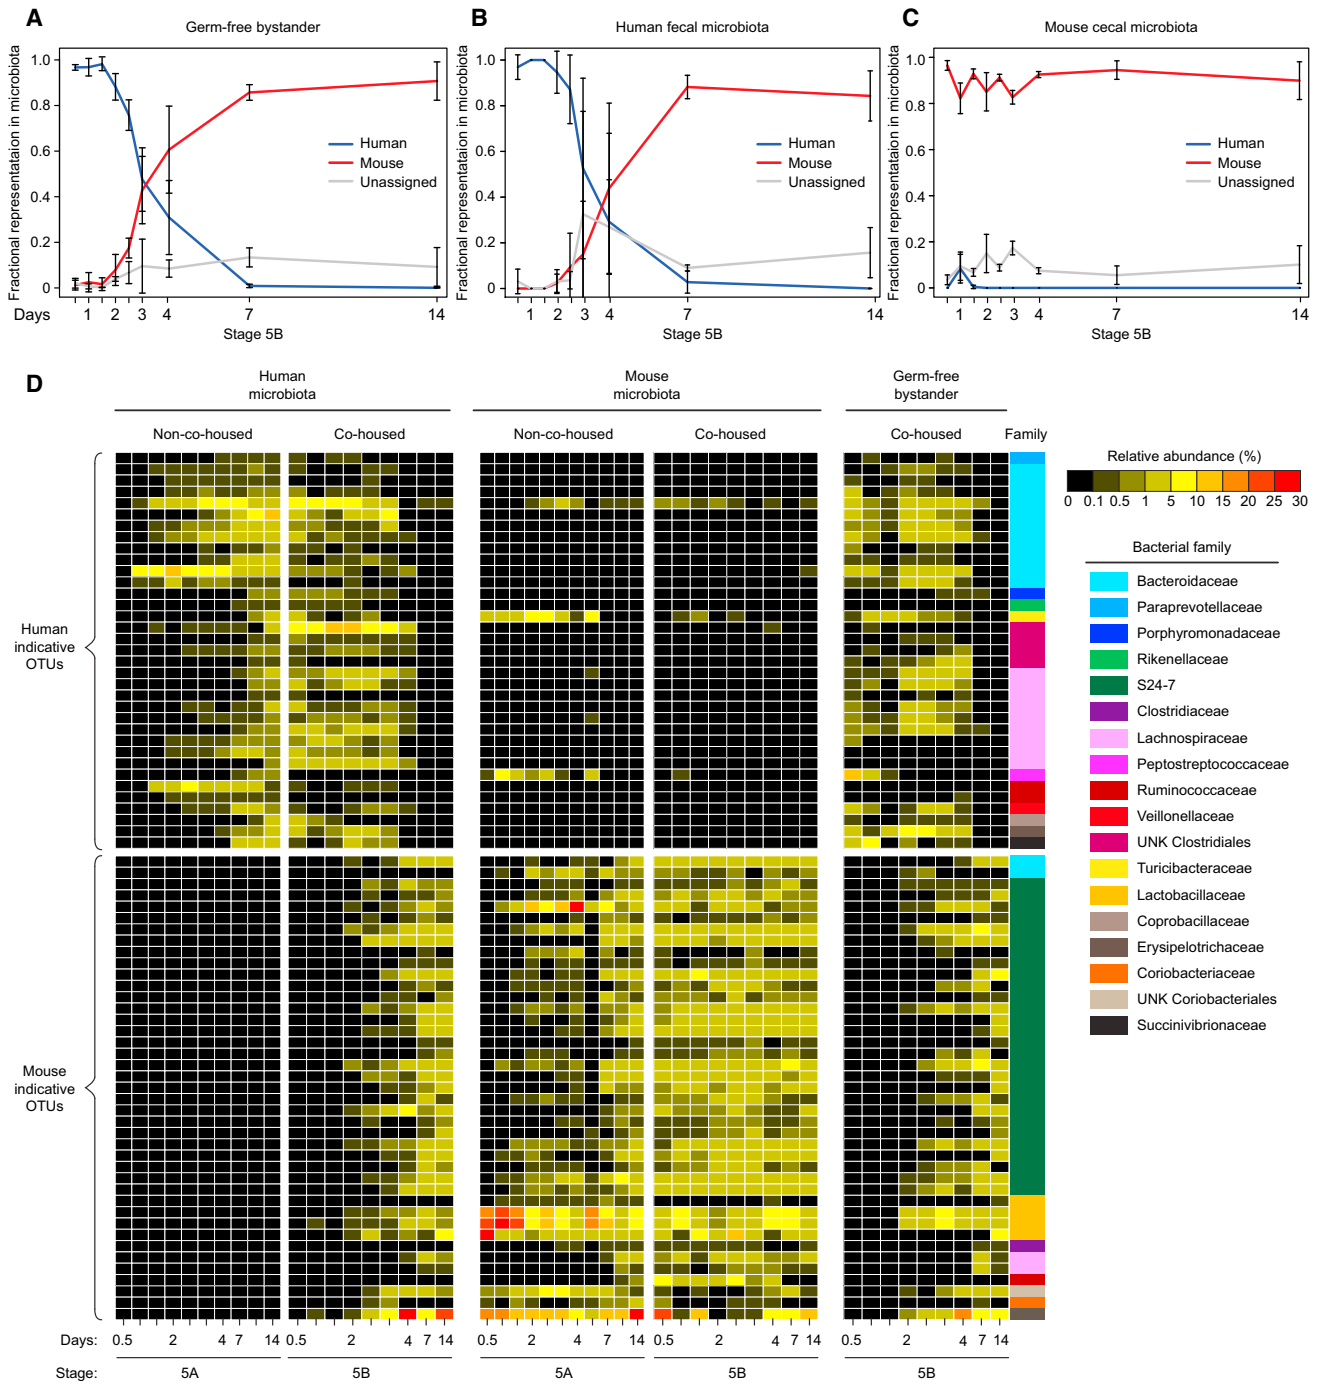 A
Germ-free bystander
Fractional representataion in microbiota
1.0
0.8
0.6
0.4
0.2
0
Human
Mouse
Unassigned
Days
1
2
3
4
7
14
Stage 5B
B
Human fecal microbiota
Fractional representation in microbiota
1.0
0.8
0.6
0.4
0.2
0
Human
Mouse
Unassigned
1
2
3
4
7
14
Stage 5B
C
Mouse cecal microbiota
Fractional representation in microbiota
1.0
0.8
0.6
0.4
0.2
0
Human
Mouse
Unassigned
1
2
3
4
7
14
Stage 5B
D
Human
microbiota
Mouse
microbiota
Germ-free
bystander
Non-co-housed
Co-housed
Non-co-housed
Co-housed
Co-housed
Family
Human
indicative
OTUs
Mouse
indicative
OTUs
Relative abundance (%)
0 0.1 0.5 1 5 10 15 20 25 30
Bacterial family
Bacteroidaceae
Paraprevotellaceae
Porphyromonadaceae
Rikenellaceae
S24-7
Clostridiaceae
Lachnospiraceae
Peptostreptococcaceae
Ruminococcaceae
Veillonellaceae
UNK Clostridiales
Turicibacteraceae
Lactobacillaceae
Coprobacillaceae
Erysipelotrichaceae
Coriobacteriaceae
UNK Coriobacteriales
Succinivibrionaceae
Days: 0.5 2 4 7 14 0.5 2 4 7 14 0.5 2 4 7 14 0.5 2 4 7 14 0.5 2 4 7 14
Stage: 5A 5B 5A 5B 5B